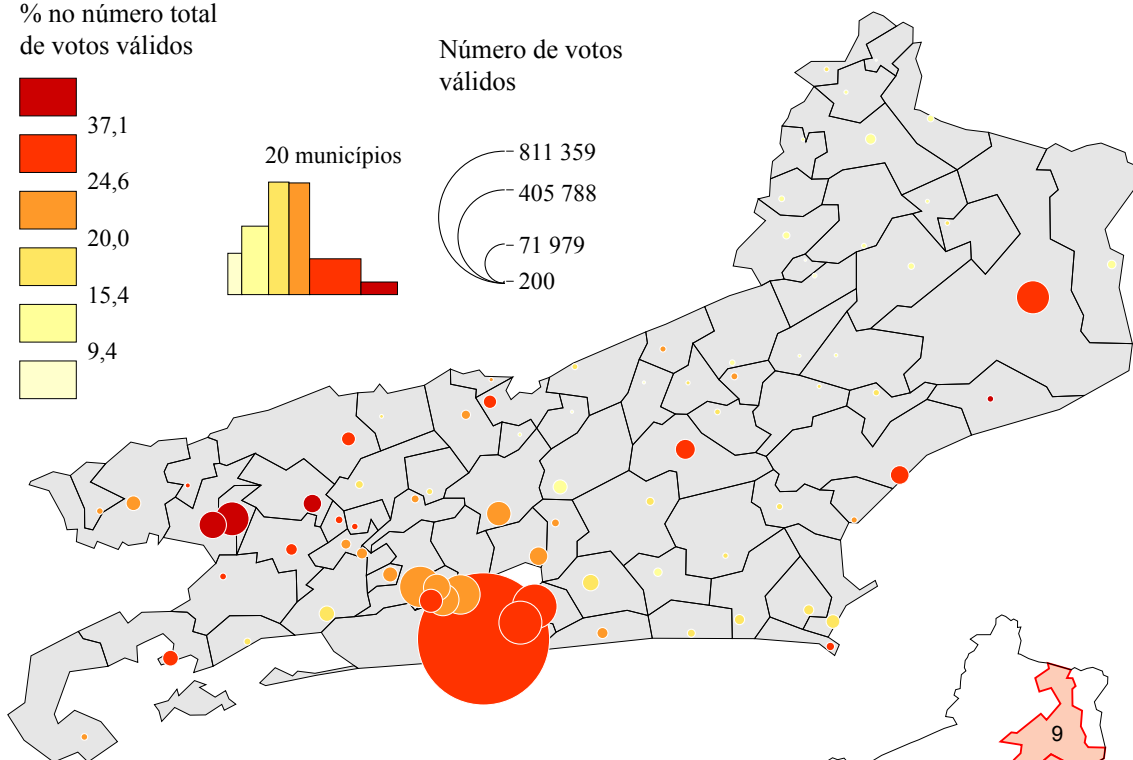 % no número total
de votos válidos
37,1
24,6
20,0
15,4
9,4
20 municípios
Número de votos
válidos
811 359
405 788
71 979
200
9